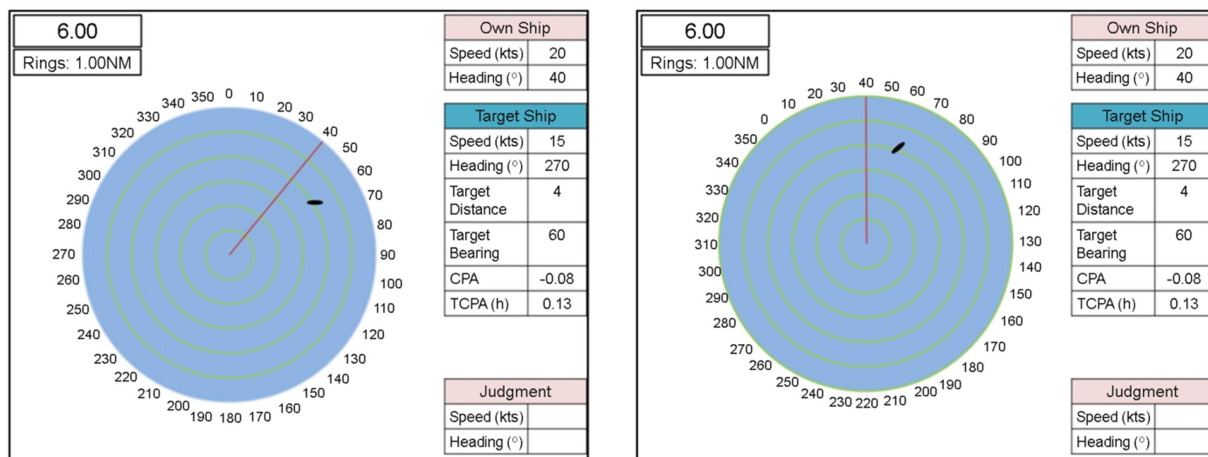 6.00
Rings: 1.00NM
0
10
20
30
40
50
60
70
80
90
100
110
120
130
140
150
160
170
180
190
200
210
220
230
240
250
260
270
280
290
300
310
320
330
340
350
Own Ship
Speed (kts) 20
Heading (°) 40
Target Ship
Speed (kts) 15
Heading (°) 270
Target
Distance 4
Target
Bearing 60
CPA -0.08
TCPA (h) 0.13
Judgment
Speed (kts)
Heading (°)
6.00
Rings: 1.00NM
40
50
60
70
80
90
100
110
120
130
140
150
160
170
180
190
200
210
220
230
240
250
260
270
280
290
300
310
320
330
340
350
0
10
20
30
Own Ship
Speed (kts) 20
Heading (°) 40
Target Ship
Speed (kts) 15
Heading (°) 270
Target
Distance 4
Target
Bearing 60
CPA -0.08
TCPA (h) 0.13
Judgment
Speed (kts)
Heading (°)